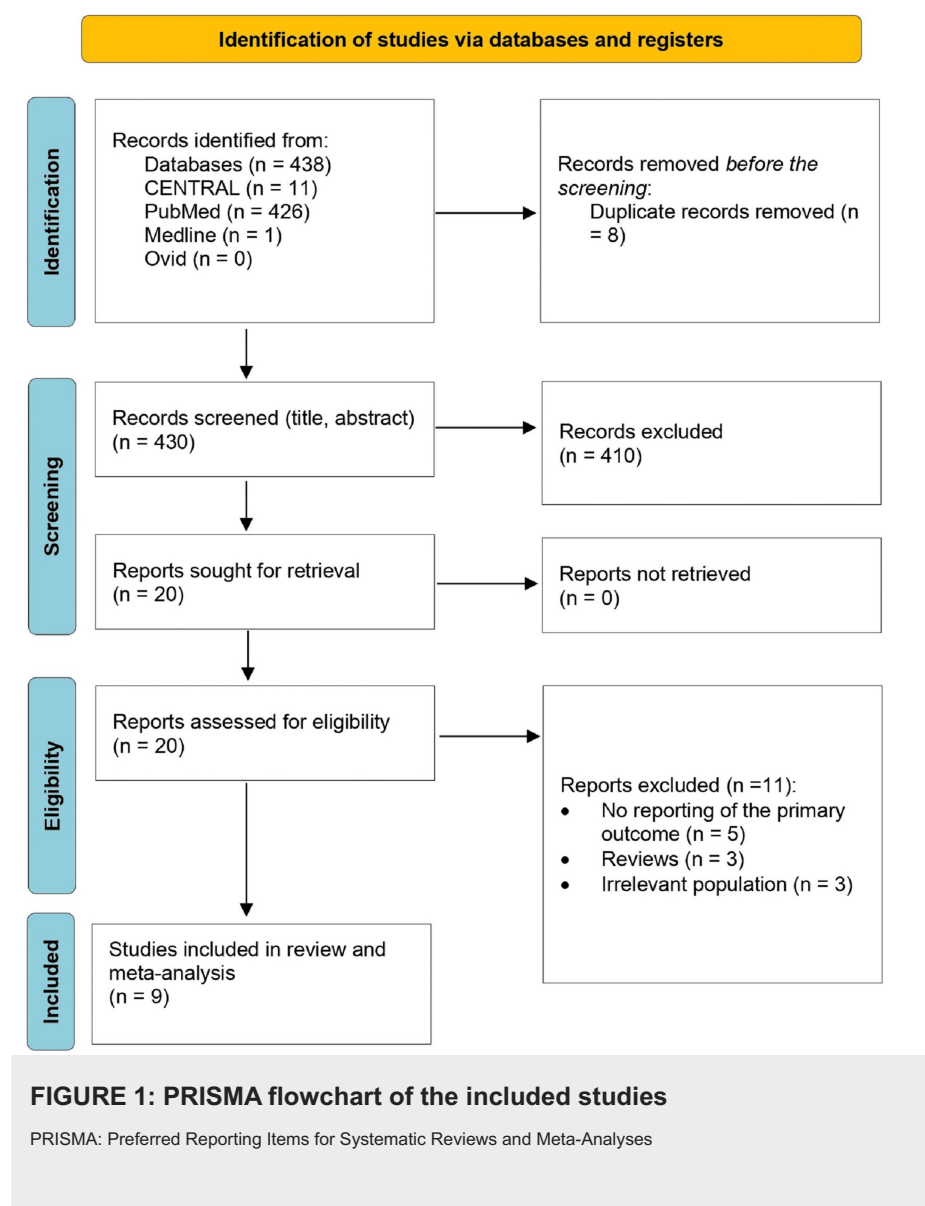 Identification of studies via databases and registers
Identification
Records identified from:
Databases (n = 438)
CENTRAL (n = 11)
PubMed (n = 426)
Medline (n = 1)
Ovid (n = 0)
Records removed before the
screening:
Duplicate records removed (n
= 8)
Screening
Records screened (title, abstract)
(n = 430)
Records excluded
(n = 410)
Reports sought for retrieval
(n = 20)
Reports not retrieved
(n = 0)
Eligibility
Reports assessed for eligibility
(n = 20)
Reports excluded (n =11):
• No reporting of the primary
outcome (n = 5)
• Reviews (n = 3)
• Irrelevant population (n = 3)
Included
Studies included in review and
meta-analysis
(n = 9)
FIGURE 1: PRISMA flowchart of the included studies
PRISMA: Preferred Reporting Items for Systematic Reviews and Meta-Analyses